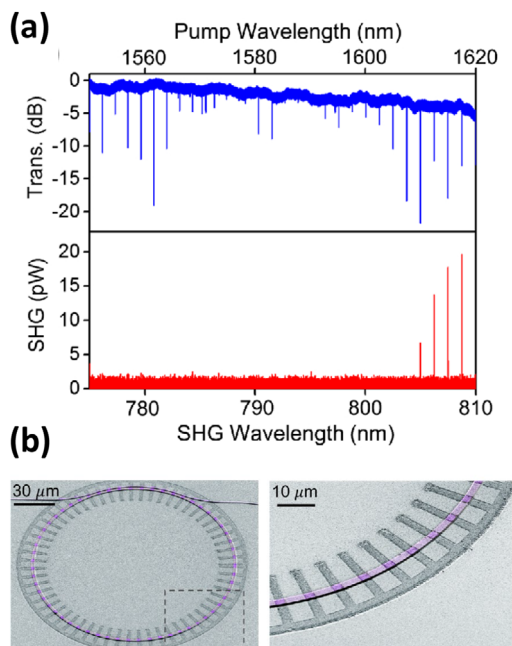 (a)
Pump Wavelength (nm)
1560 1580 1600 1620
0
-5
-10
-15
-20
Trans. (dB)
20
15
10
5
0
SHG (pW)
780 790 800 810
SHG Wavelength (nm)
(b)
30 μm
10 μm